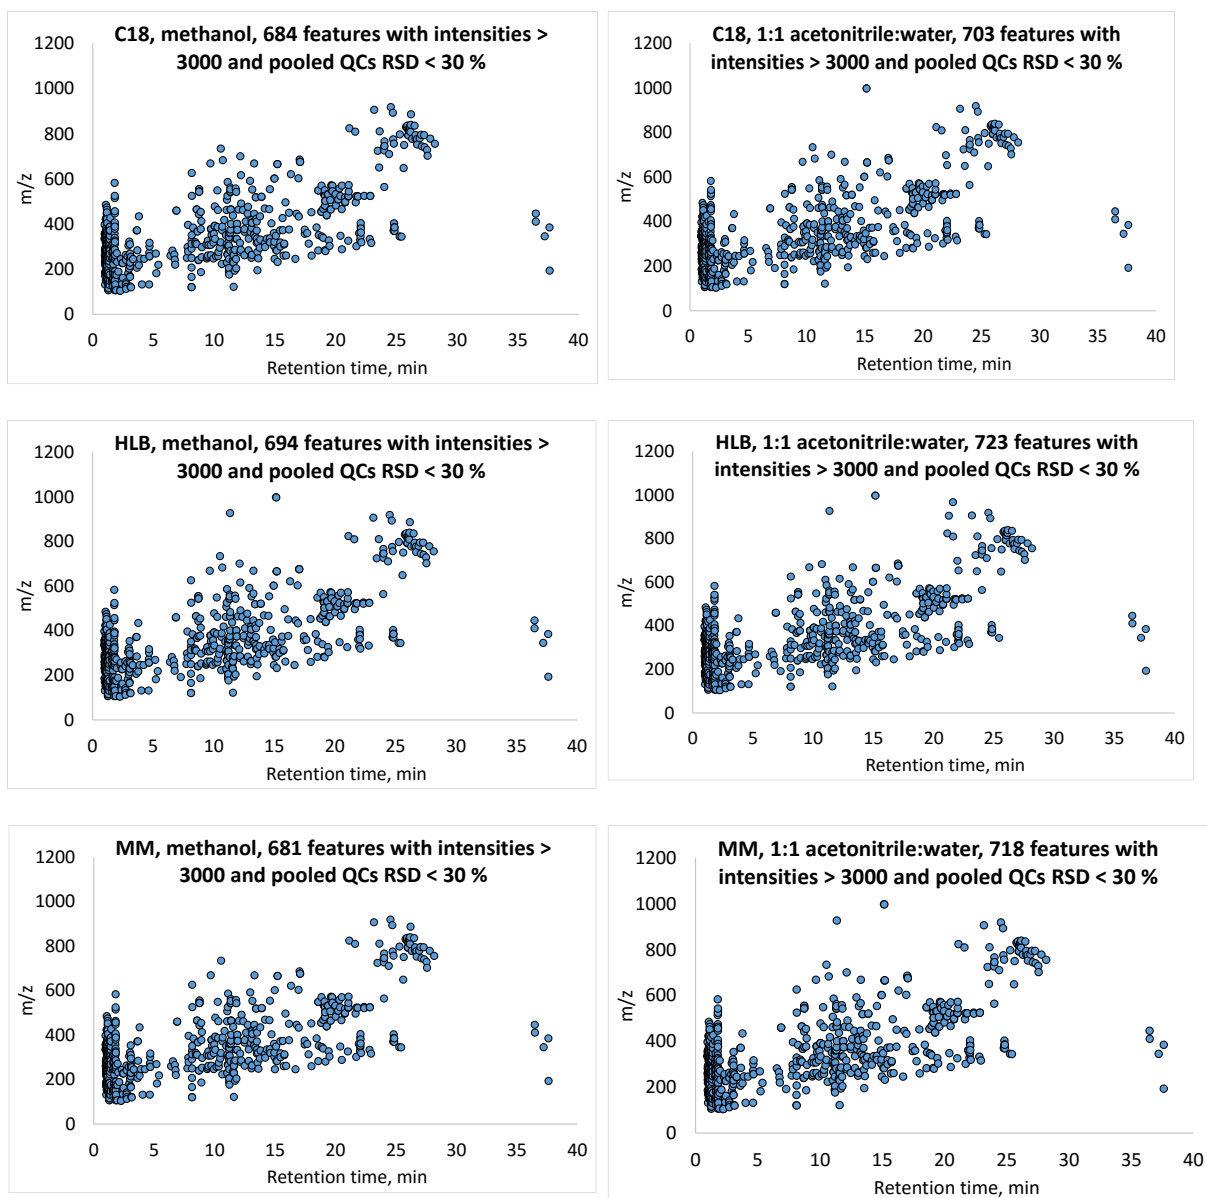 C18, methanol, 684 features with intensities >
3000 and pooled QCs RSD < 30 %
1200
1000
800
600
400
200
0
m/z
0 5 10 15 20 25 30 35 40
Retention time, min
C18, 1:1 acetonitrile:water, 703 features with
intensities > 3000 and pooled QCs RSD < 30 %
1200
1000
800
600
400
200
0
m/z
0 5 10 15 20 25 30 35 40
Retention time, min
HLB, methanol, 694 features with intensities >
3000 and pooled QCs RSD < 30 %
1200
1000
800
600
400
200
0
m/z
0 5 10 15 20 25 30 35 40
Retention time, min
HLB, 1:1 acetonitrile:water, 723 features with
intensities > 3000 and pooled QCs RSD < 30 %
1200
1000
800
600
400
200
0
m/z
0 5 10 15 20 25 30 35 40
Retention time, min
MM, methanol, 681 features with intensities >
3000 and pooled QCs RSD < 30 %
1200
1000
800
600
400
200
0
m/z
0 5 10 15 20 25 30 35 40
Retention time, min
MM, 1:1 acetonitrile:water, 718 features with
intensities > 3000 and pooled QCs RSD < 30 %
1200
1000
800
600
400
200
0
m/z
0 5 10 15 20 25 30 35 40
Retention time, min